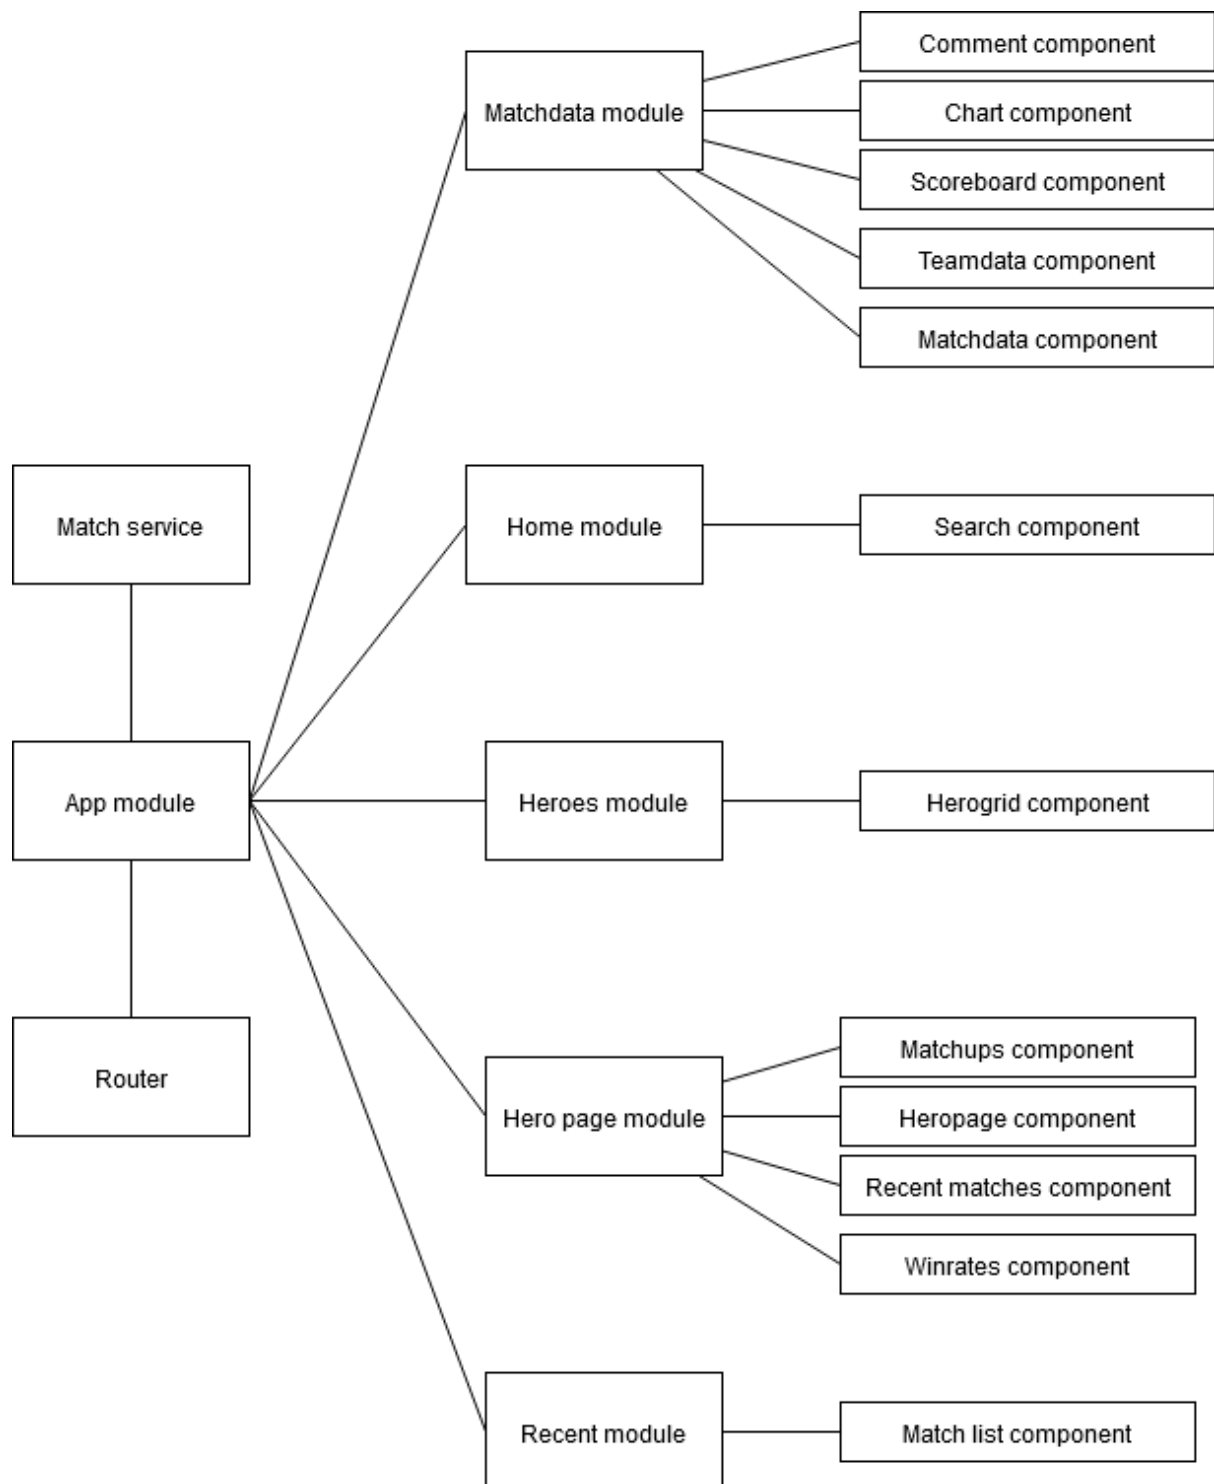 Comment component
Matchdata module
Chart component
Scoreboard component
Teamdata component
Matchdata component
Match service
Home module
Search component
App module
Heroes module
Herogrid component
Router
Hero page module
Matchups component
Heropage component
Recent matches component
Winrates component
Recent module
Match list component